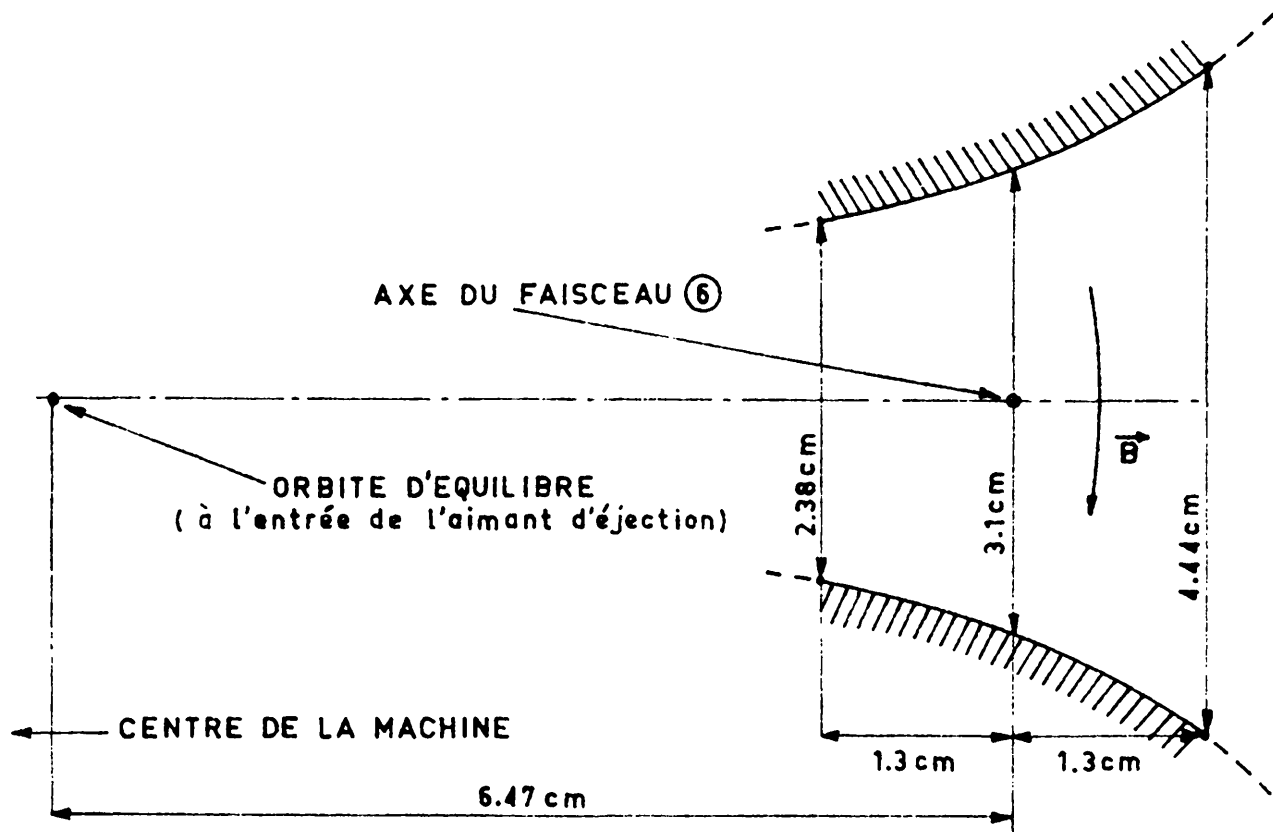 AXE DU FAISCEAU 6
B
2.38cm
3.1cm
4.44cm
ORBITE D'EQUILIBRE
( à l'entrée de l'aimant d'éjection)
CENTRE DE LA MACHINE
1.3cm
1.3cm
6.47cm